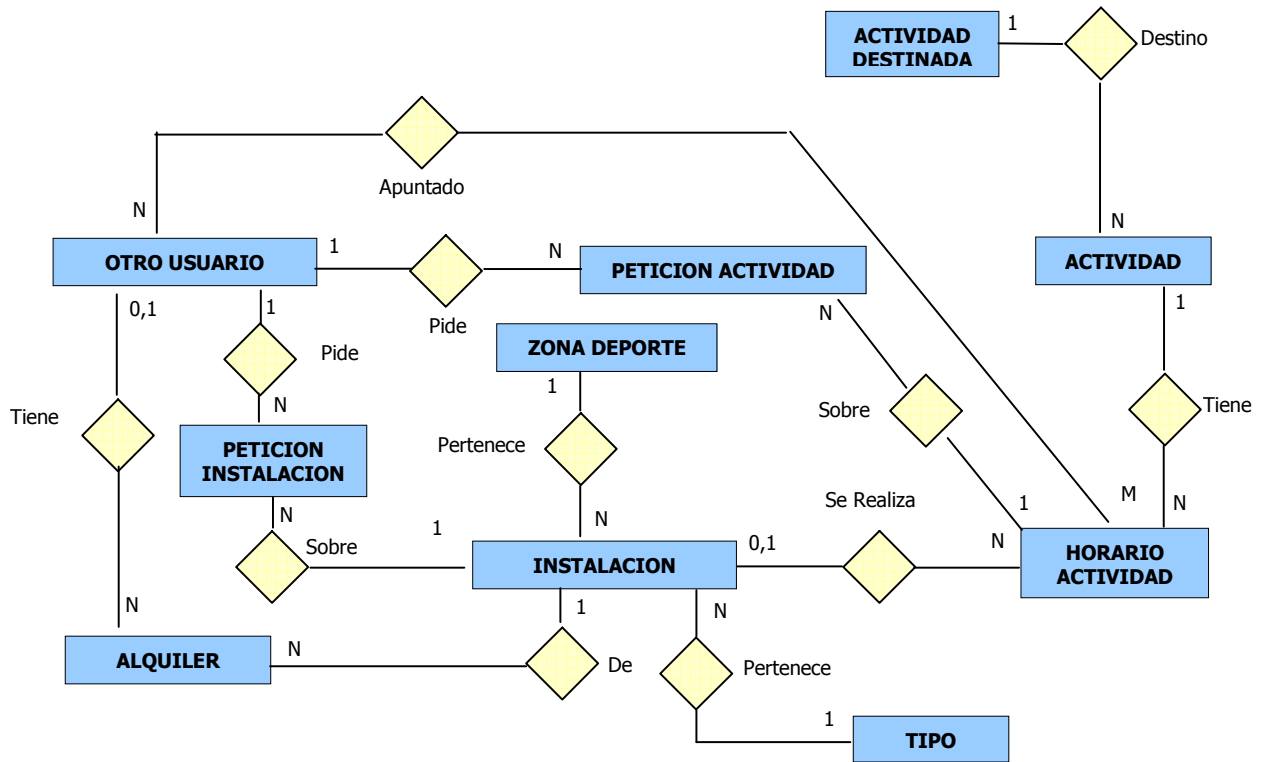 1
ACTIVIDAD
DESTINADA
Destino
Apuntado
N
N
OTRO USUARIO
1
N
PETICION ACTIVIDAD
ACTIVIDAD
0,1
1
N
1
Pide
Pide
ZONA DEPORTE
1
N
Tiene
Sobre
Tiene
PETICION
INSTALACION
Pertenece
M
N
Se Realiza
N
1
N
1
0,1
N
Sobre
INSTALACION
HORARIO
ACTIVIDAD
N
1
N
ALQUILER
N
De
Pertenece
1
TIPO